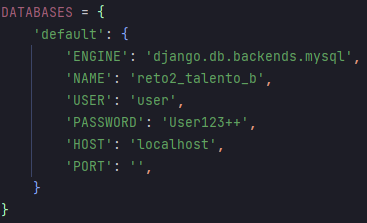 DATABASES = {
    'default': {
        'ENGINE': 'django.db.backends.mysql',
        'NAME': 'reto2_talento_b',
        'USER': 'user',
        'PASSWORD': 'User123++',
        'HOST': 'localhost',
        'PORT': '',
    }
}